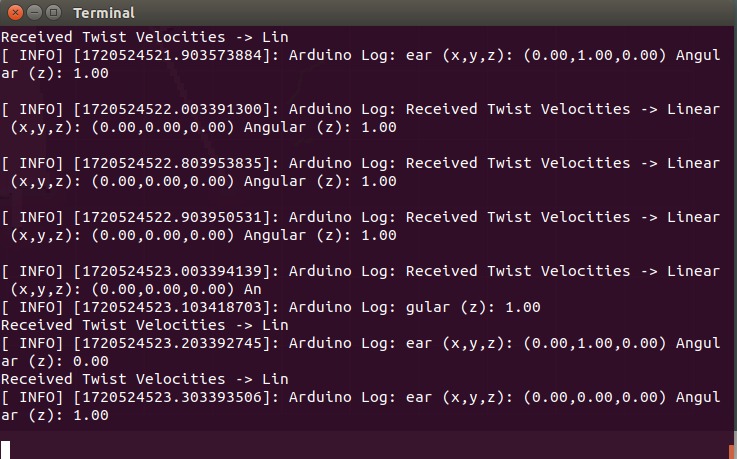 Terminal
Received Twist Velocities -> Lin
[ INFO] [1720524521.903573884]: Arduino Log: ear (x,y,z): (0.00,1.00,0.00) Angul
ar (z): 1.00
[ INFO] [1720524522.003391300]: Arduino Log: Received Twist Velocities -> Linear
(x,y,z): (0.00,0.00,0.00) Angular (z): 1.00
[ INFO] [1720524522.803953835]: Arduino Log: Received Twist Velocities -> Linear
(x,y,z): (0.00,0.00,0.00) Angular (z): 1.00
[ INFO] [1720524522.903950531]: Arduino Log: Received Twist Velocities -> Linear
(x,y,z): (0.00,0.00,0.00) Angular (z): 1.00
[ INFO] [1720524523.003394139]: Arduino Log: Received Twist Velocities -> Linear
(x,y,z): (0.00,0.00,0.00) An
[ INFO] [1720524523.103418703]: Arduino Log: gular (z): 1.00
Received Twist Velocities -> Lin
[ INFO] [1720524523.203392745]: Arduino Log: ear (x,y,z): (0.00,1.00,0.00) Angul
ar (z): 0.00
Received Twist Velocities -> Lin
[ INFO] [1720524523.303393506]: Arduino Log: ear (x,y,z): (0.00,0.00,0.00) Angul
ar (z): 1.00